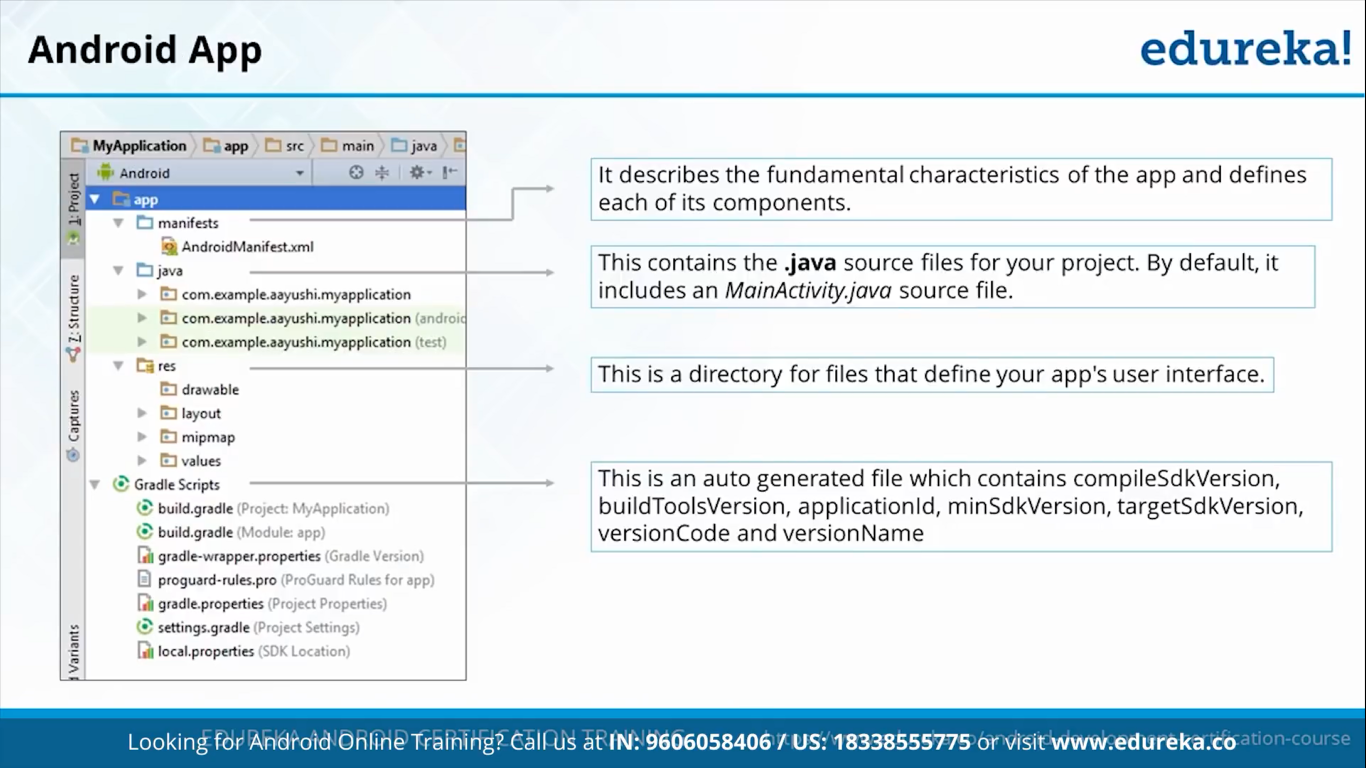 Android App
edureka!
MyApplication app src main java
Android
1: Project
7: Structure
Captures
Variants
app
manifests
AndroidManifest.xml
java
com.example.aayushi.myapplication
com.example.aayushi.myapplication (androic
com.example.aayushi.myapplication (test)
res
drawable
layout
mipmap
values
Gradle Scripts
build.gradle (Project: MyApplication)
build.gradle (Module: app)
gradle-wrapper.properties (Gradle Version)
proguard-rules.pro (ProGuard Rules for app)
gradle.properties (Project Properties)
settings.gradle (Project Settings)
local.properties (SDK Location)
It describes the fundamental characteristics of the app and defines
each of its components.
This contains the .java source files for your project. By default, it
includes an MainActivity.java source file.
This is a directory for files that define your app's user interface.
This is an auto generated file which contains compileSdkVersion,
buildToolsVersion, applicationId, minSdkVersion, targetSdkVersion,
versionCode and versionName
EDUREKA ANDROID CERTIFICATION TRAINING
Looking for Android Online Training? Call us at IN: 9606058406 / US: 18338555775 or visit www.edureka.co